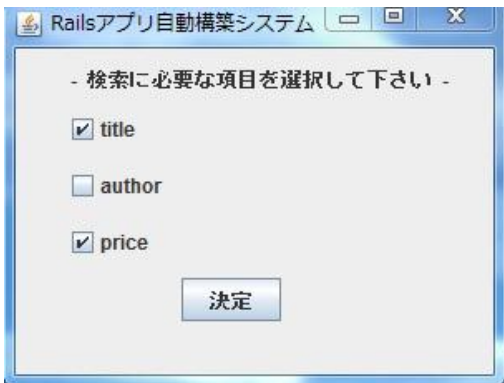 Railsアプリ自動構築システム
- 検索に必要な項目を選択して下さい -
title
author
price
決定